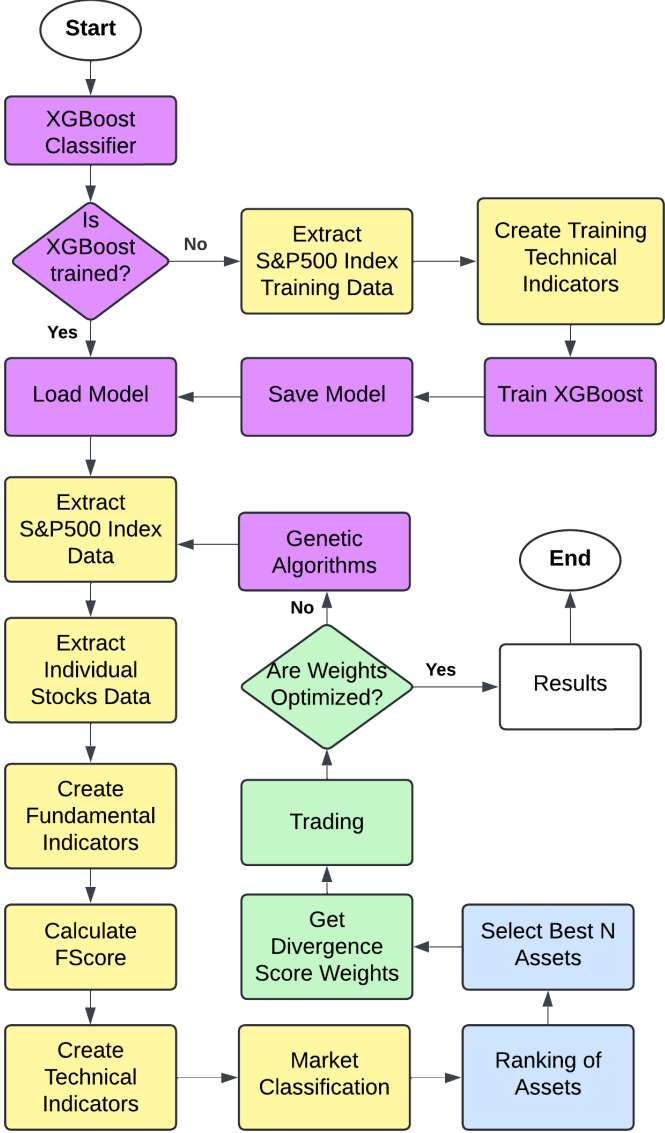 Start
XGBoost
Classifier
Is
XGBoost
trained?
No
Extract
S&P500 Index
Training Data
Create Training
Technical
Indicators
Yes
Load Model
Save Model
Train XGBoost
Extract
S&P500 Index
Data
Genetic
Algorithms
End
No
Extract
Individual
Stocks Data
Are Weights
Optimized?
Yes
Results
Create
Fundamental
Indicators
Trading
Calculate
FScore
Get
Divergence
Score Weights
Select Best N
Assets
Create
Technical
Indicators
Market
Classification
Ranking of
Assets